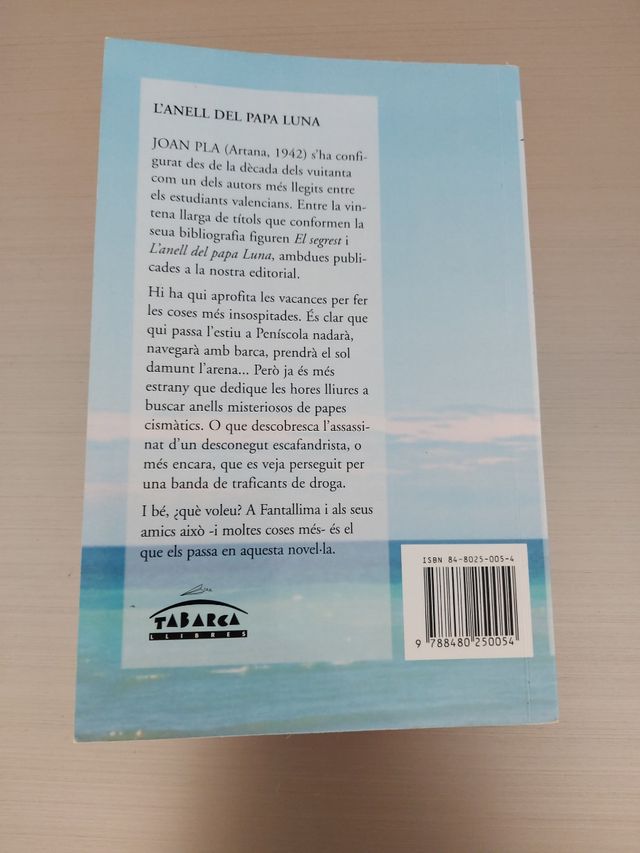 L'ANELL DEL PAPA LUNA
JOAN PLA (Artana, 1942) s'ha confi-
gurat des de la dècada dels vuitanta
com un dels autors més llegits entre
els estudiants valencians. Entre la vin-
tena llarga de títols que conformen la
seua bibliografia figuren El segrest i
L'anell del papa Luna, ambdues publi-
cades a la nostra editorial.
Hi ha qui aprofita les vacances per fer
les coses més insospitades. És clar que
qui passa l'estiu a Peníscola nadarà,
navegarà amb barca, prendrà el sol
damunt l'arena... Però ja és més
estrany que dedique les hores lliures a
buscar anells misteriosos de papes
cismàtics. O que descobresca l'assassi-
nat d'un desconegut escafandrista, o
més encara, que es veja perseguit per
una banda de traficants de droga.
I bé, ¿què voleu? A Fantallima i als seus
amics això -i moltes coses més- és el
que els passa en aquesta novel·la.
TABARCA
LLIBRES
ISBN 84-8025-005-4
9 788480 250054